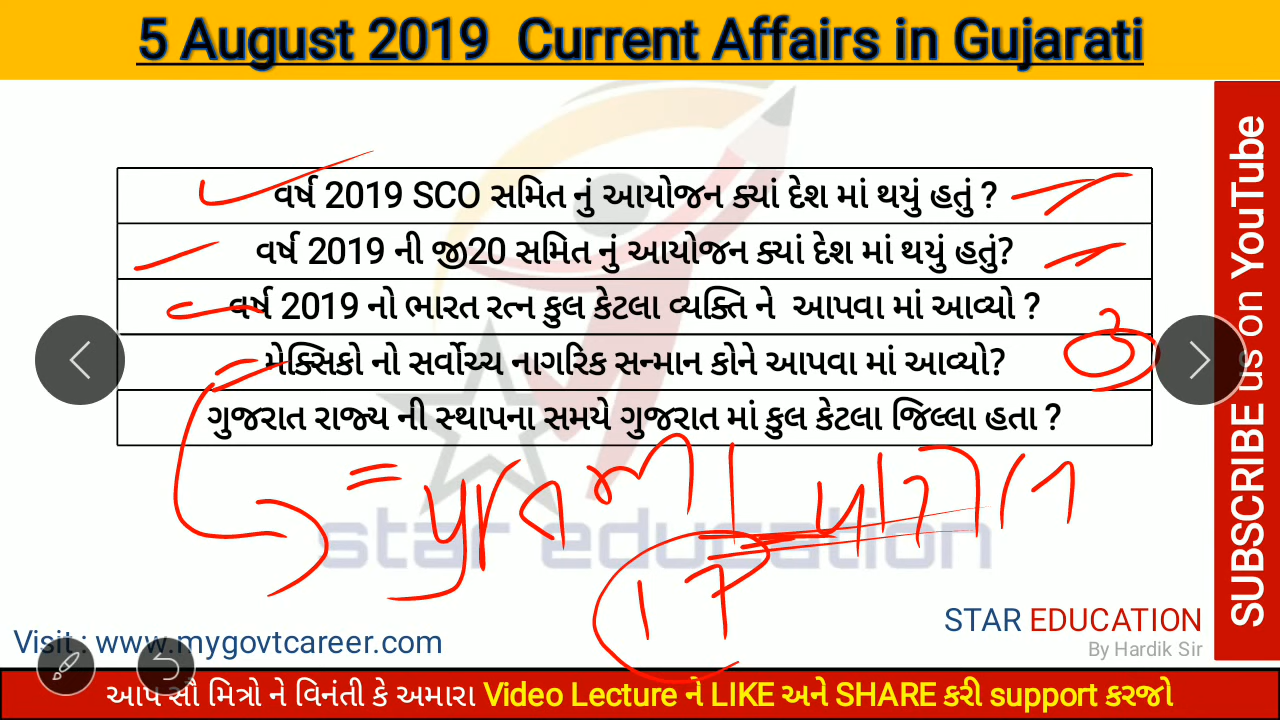 5 August 2019 Current Affairs in Gujarati
વર્ષ 2019 SCO સમિત નું આયોજન ક્યાં દેશ માં થયું હતું ?
વર્ષ 2019 ની જી20 સમિત નું આયોજન ક્યાં દેશ માં થયું હતું?
વર્ષ 2019 નો ભારત રત્ન કુલ કેટલા વ્યક્તિ ને આપવા માં આવ્યો ?
3
મેક્સિકો નો સર્વોચ્ચ નાગરિક સન્માન કોને આપવા માં આવ્યો?
ગુજરાત રાજ્ય ની સ્થાપના સમયે ગુજરાત માં કુલ કેટલા જિલ્લા હતા ?
star education
17
STAR EDUCATION
By Hardik Sir
Visit : www.mygovtcareer.com
આપ સૌ મિત્રો ને વિનંતી કે અમારા Video Lecture ને LIKE અને SHARE કરી support કરજો
SUBSCRIBE us on YouTube